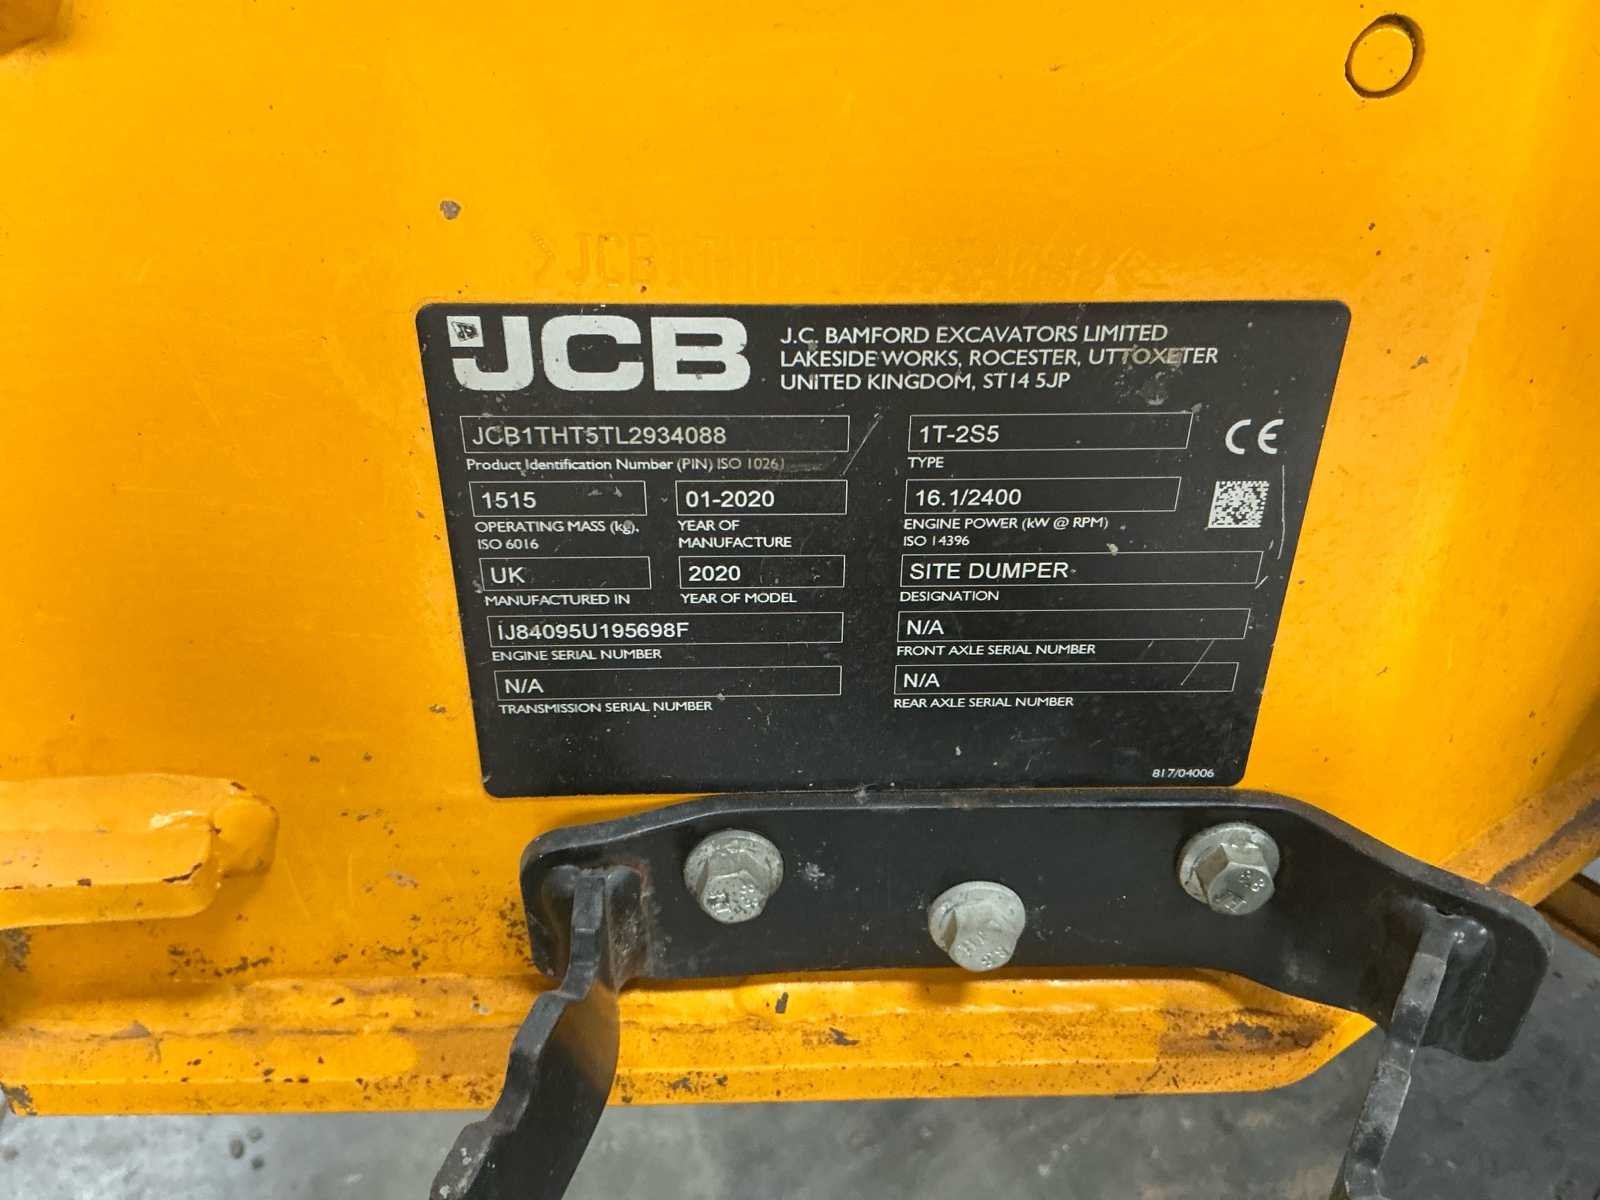 JCB
J.C. BAMFORD EXCAVATORS LIMITED
LAKESIDE WORKS, ROCESTER, UTTOXETER
UNITED KINGDOM, ST14 5JP
JCB1THT5TL2934088
Product Identification Number (PIN) ISO 10261
1T-2S5
TYPE
CE
1515
OPERATING MASS (kg),
ISO 6016
01-2020
YEAR OF
MANUFACTURE
16.1/2400
ENGINE POWER (kW @ RPM)
ISO 14396
UK
MANUFACTURED IN
2020
YEAR OF MODEL
SITE DUMPER
DESIGNATION
IJ84095U195698F
ENGINE SERIAL NUMBER
N/A
FRONT AXLE SERIAL NUMBER
N/A
TRANSMISSION SERIAL NUMBER
N/A
REAR AXLE SERIAL NUMBER
817/04006